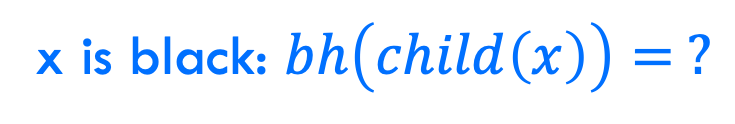 x is black: bh(child(x)) = ?